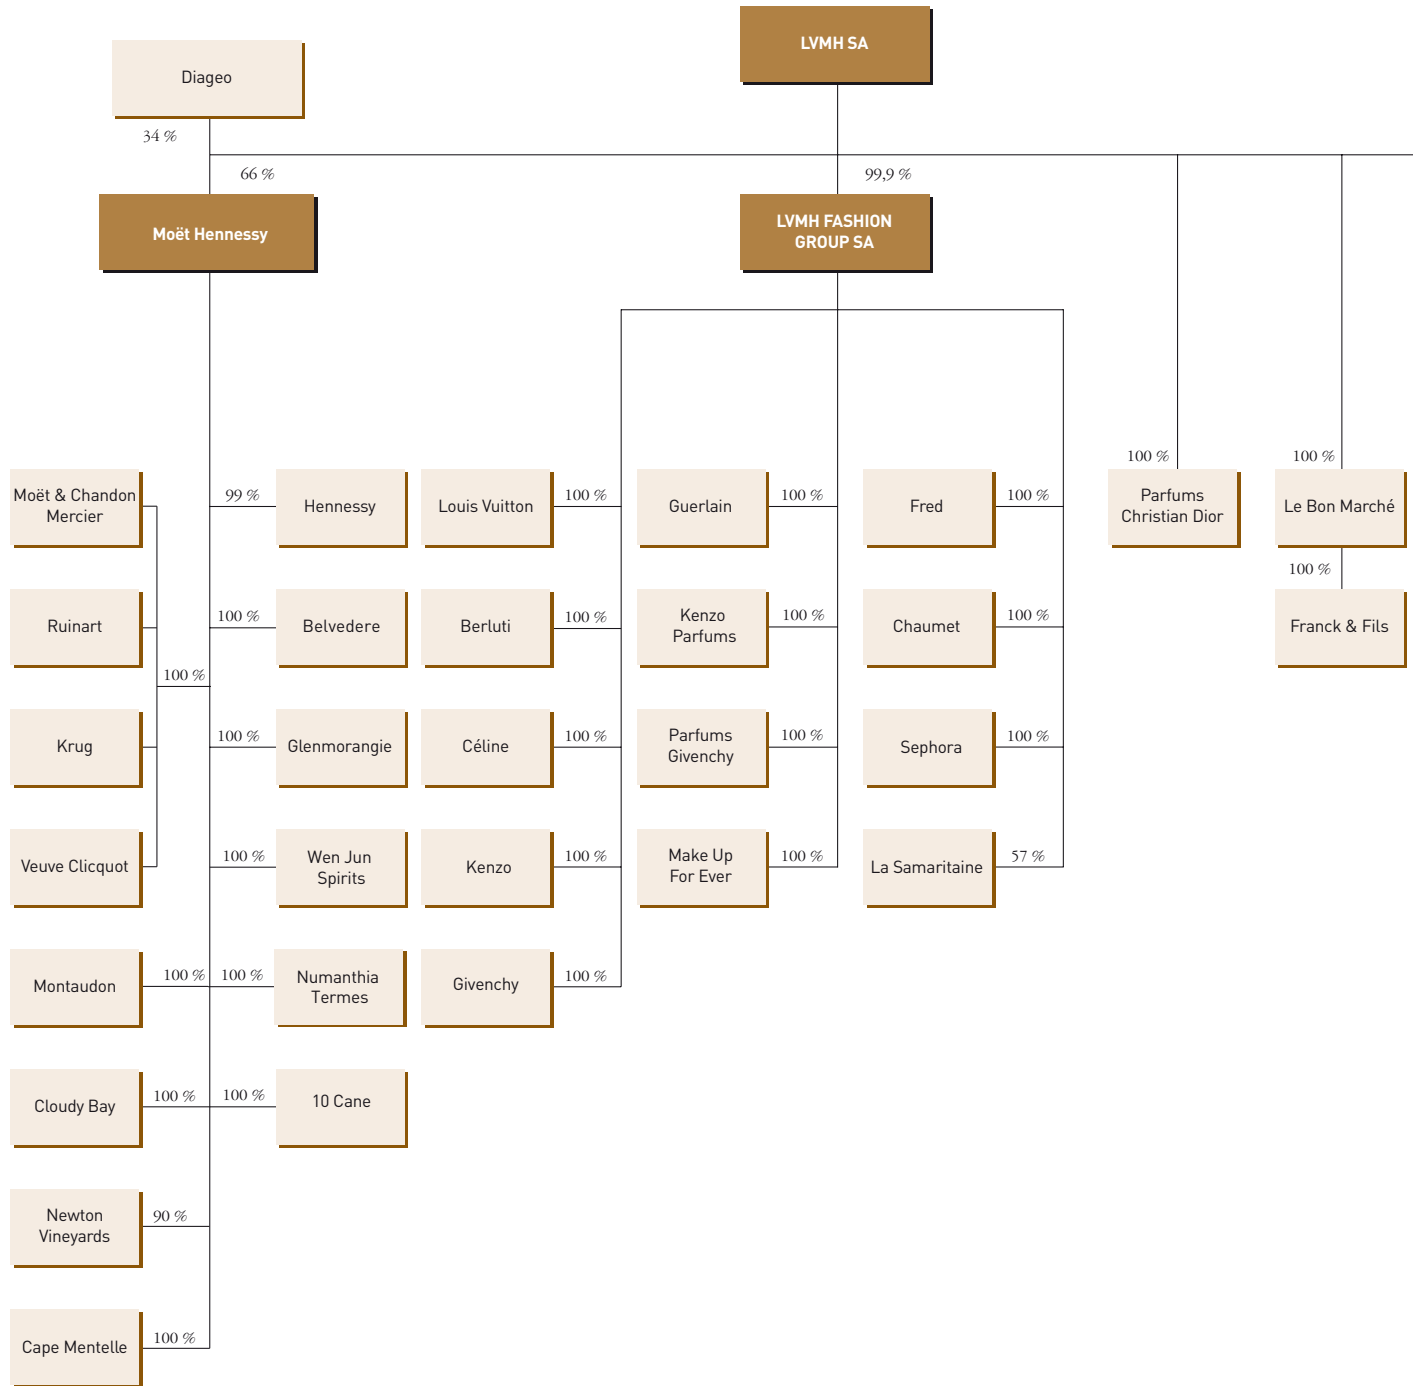 LVMH SA
Diageo
34 %
66 %
99,9 %
Moët Hennessy
LVMH FASHION
GROUP SA
100 %
100 %
Moët & Chandon
Mercier
99 %
Hennessy
Louis Vuitton
100 %
Guerlain
100 %
Fred
100 %
Parfums
Christian Dior
Le Bon Marché
100 %
Ruinart
100 %
Belvedere
Berluti
100 %
Kenzo
Parfums
100 %
Chaumet
100 %
Franck & Fils
100 %
Krug
100 %
Glenmorangie
Céline
100 %
Parfums
Givenchy
100 %
Sephora
100 %
Veuve Clicquot
100 %
Wen Jun
Spirits
Kenzo
100 %
Make Up
For Ever
100 %
La Samaritaine
57 %
Montaudon
100 %
100 %
Numanthia
Termes
Givenchy
100 %
Cloudy Bay
100 %
100 %
10 Cane
Newton
Vineyards
90 %
Cape Mentelle
100 %